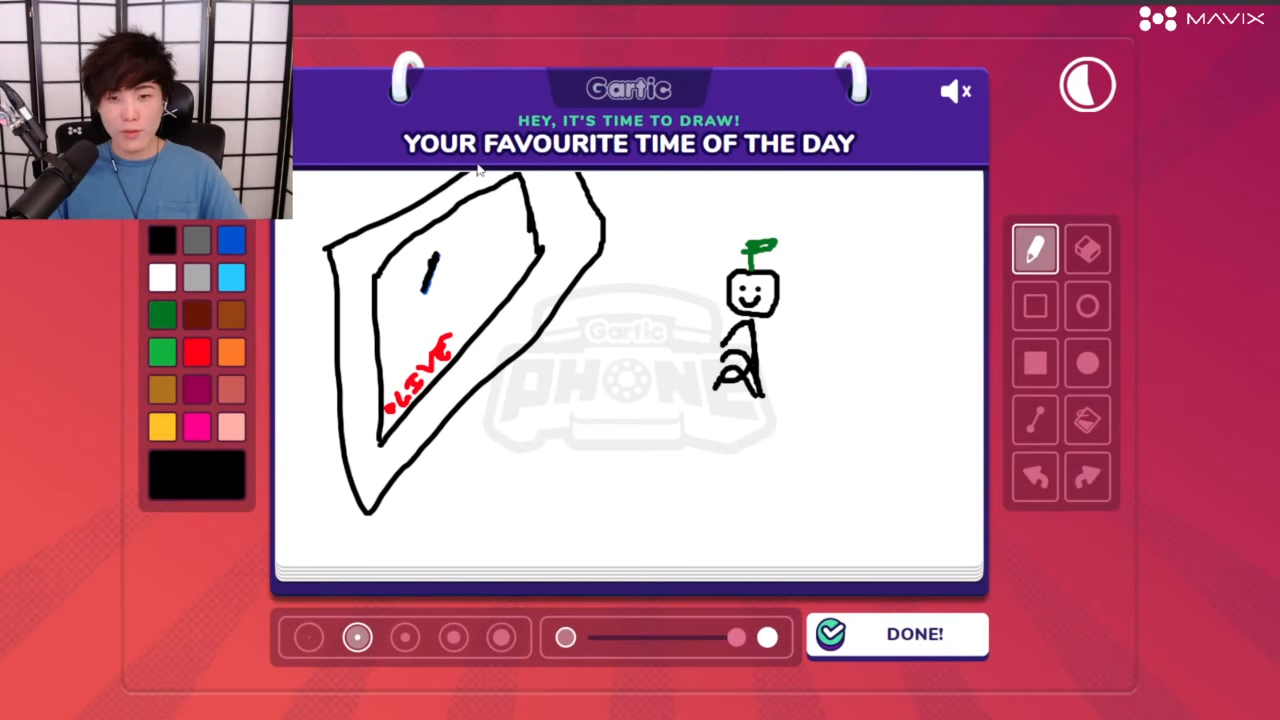 MAVIX
Gartic
HEY, IT'S TIME TO DRAW!
YOUR FAVOURITE TIME OF THE DAY
LIVE
Gartic
PHONE
DONE!